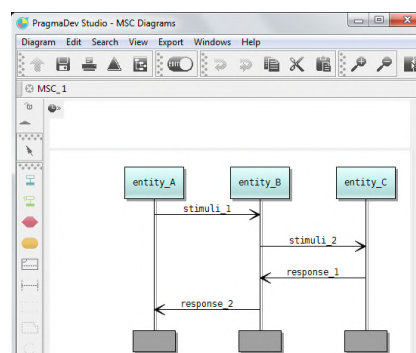 PragmaDev Studio - MSC Diagrams
Diagram Edit Search View Export Windows Help
MSC_1
entity_A entity_B entity_C
stimuli_1
stimuli_2
response_1
response_2